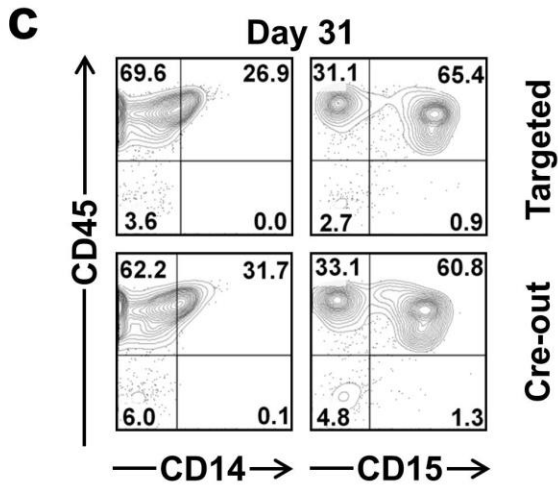 c
Day 31
69.6 26.9 31.1 65.4
3.6 0.0 2.7 0.9
Targeted
62.2 31.7 33.1 60.8
6.0 0.1 4.8 1.3
Cre-out
CD45
CD14 CD15